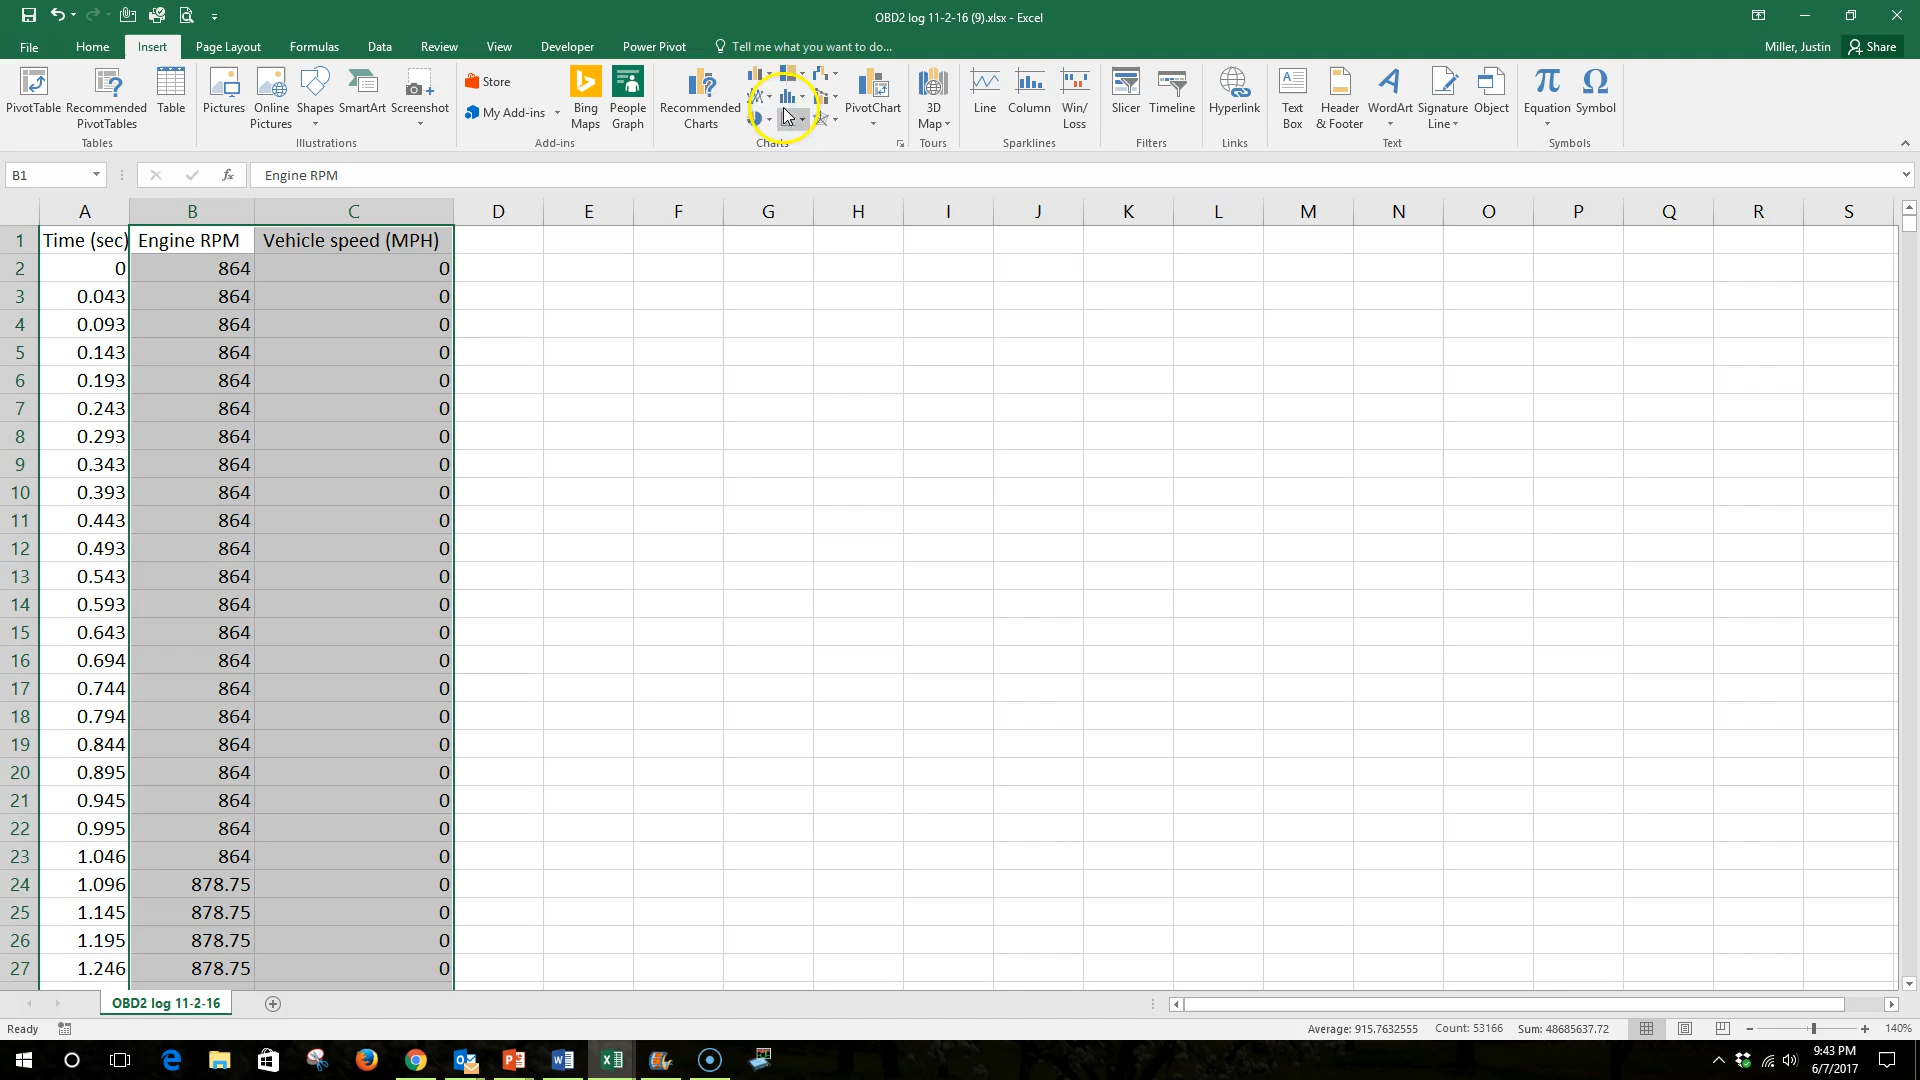 OBD2 log 11-2-16 (9).xlsx - Excel
File Home Insert Page Layout Formulas Data Review View Developer Power Pivot Tell me what you want to do... Miller, Justin Share
PivotTable Recommended PivotTables Table
Tables
Pictures Online Pictures Shapes SmartArt Screenshot
Illustrations
Store
My Add-ins
Bing Maps People Graph
Add-ins
Recommended Charts PivotChart
Charts
3D Map
Tours
Line Column Win/Loss
Sparklines
Slicer Timeline
Filters
Hyperlink
Links
Text Box Header & Footer WordArt Signature Line Object
Text
Equation Symbol
Symbols
B1 fx Engine RPM
A B C D E F G H I J K L M N O P Q R S
1 Time (sec) Engine RPM Vehicle speed (MPH)
2 0 864 0
3 0.043 864 0
4 0.093 864 0
5 0.143 864 0
6 0.193 864 0
7 0.243 864 0
8 0.293 864 0
9 0.343 864 0
10 0.393 864 0
11 0.443 864 0
12 0.493 864 0
13 0.543 864 0
14 0.593 864 0
15 0.643 864 0
16 0.694 864 0
17 0.744 864 0
18 0.794 864 0
19 0.844 864 0
20 0.895 864 0
21 0.945 864 0
22 0.995 864 0
23 1.046 864 0
24 1.096 878.75 0
25 1.145 878.75 0
26 1.195 878.75 0
27 1.246 878.75 0
OBD2 log 11-2-16
Ready Average: 915.7632555 Count: 53166 Sum: 48685637.72 140%
9:43 PM
6/7/2017